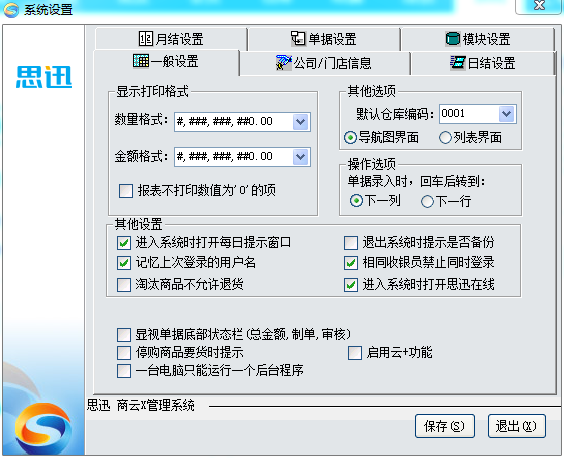 系统设置
思迅
月结设置 单据设置 模块设置
一般设置 公司/门店信息 日结设置
显示打印格式
数量格式: #,###,###,##0.00
金额格式: #,###,###,##0.00
报表不打印数值为'0'的项
其他选项
默认仓库编码: 0001
导航图界面 列表界面
操作选项
单据录入时，回车后转到:
下一列 下一行
其他设置
进入系统时打开每日提示窗口 退出系统时提示是否备份
记忆上次登录的用户名 相同收银员禁止同时登录
淘汰商品不允许退货 进入系统时打开思迅在线
显视单据底部状态栏(总金额,制单,审核)
停购商品要货时提示 启用云+功能
一台电脑只能运行一个后台程序
思迅 商云X管理系统
保存(S) 退出(X)